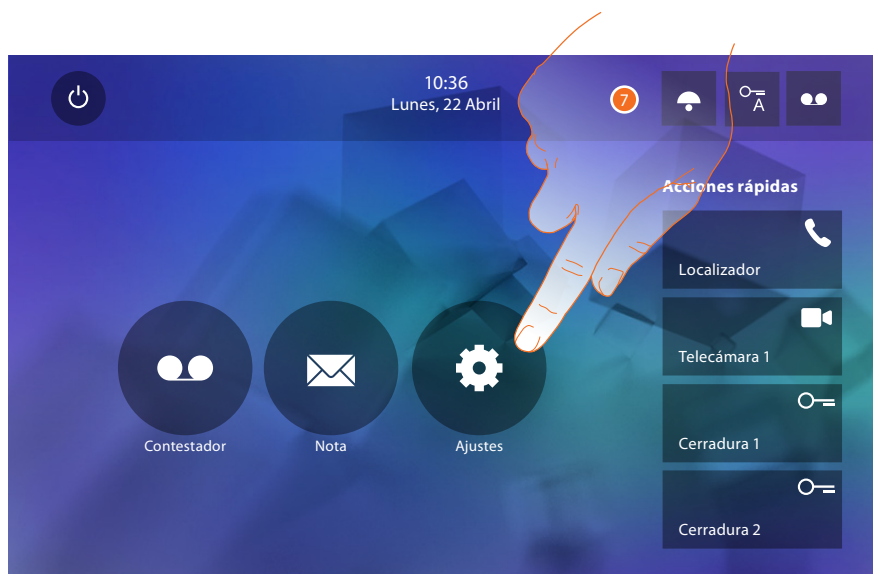 10:36
Lunes, 22 Abril
7
A
Acciones rápidas
Localizador
Telecámara 1
Cerradura 1
Cerradura 2
Contestador
Nota
Ajustes